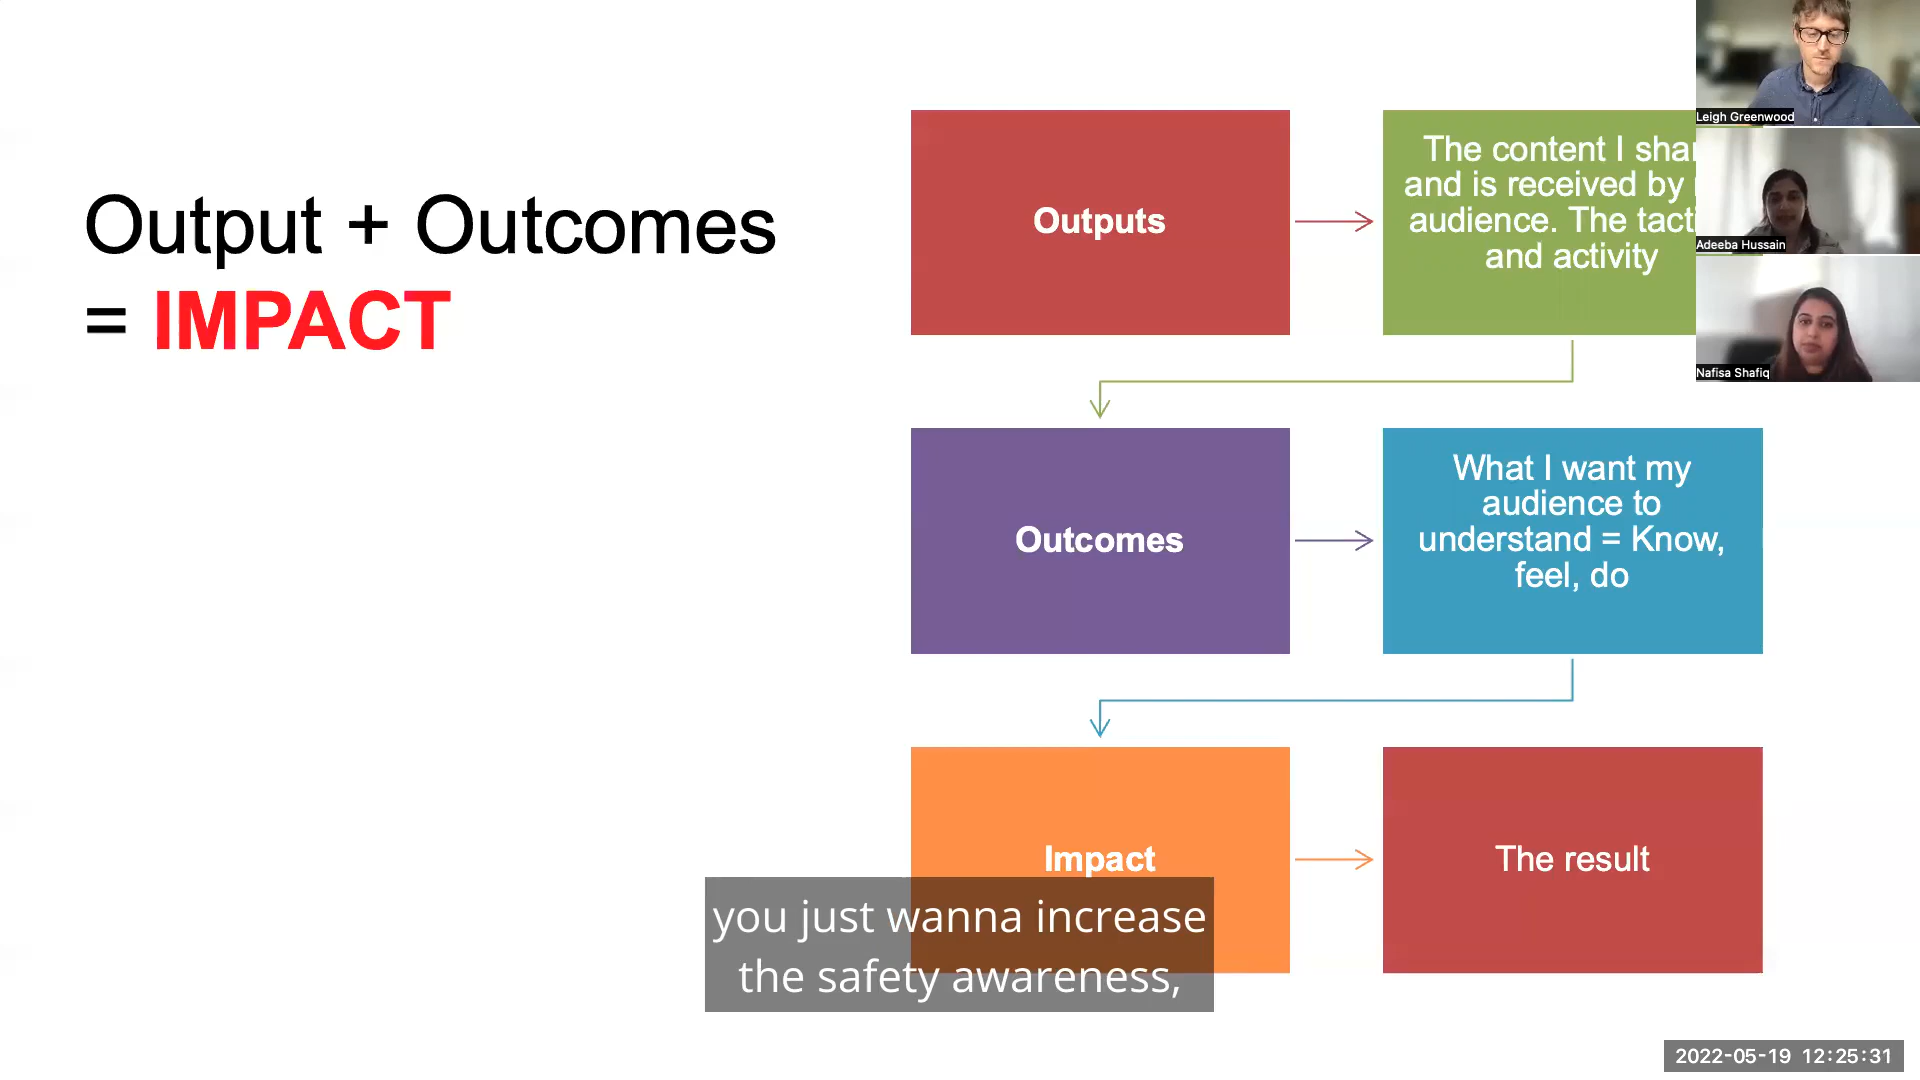 Output + Outcomes
= IMPACT
Outputs
The content I shar
and is received by
audience. The tacti
and activity
Outcomes
What I want my
audience to
understand = Know,
feel, do
Impact
The result
you just wanna increase
the safety awareness,
Leigh Greenwood
Adeeba Hussain
Nafisa Shafiq
2022-05-19 12:25:31